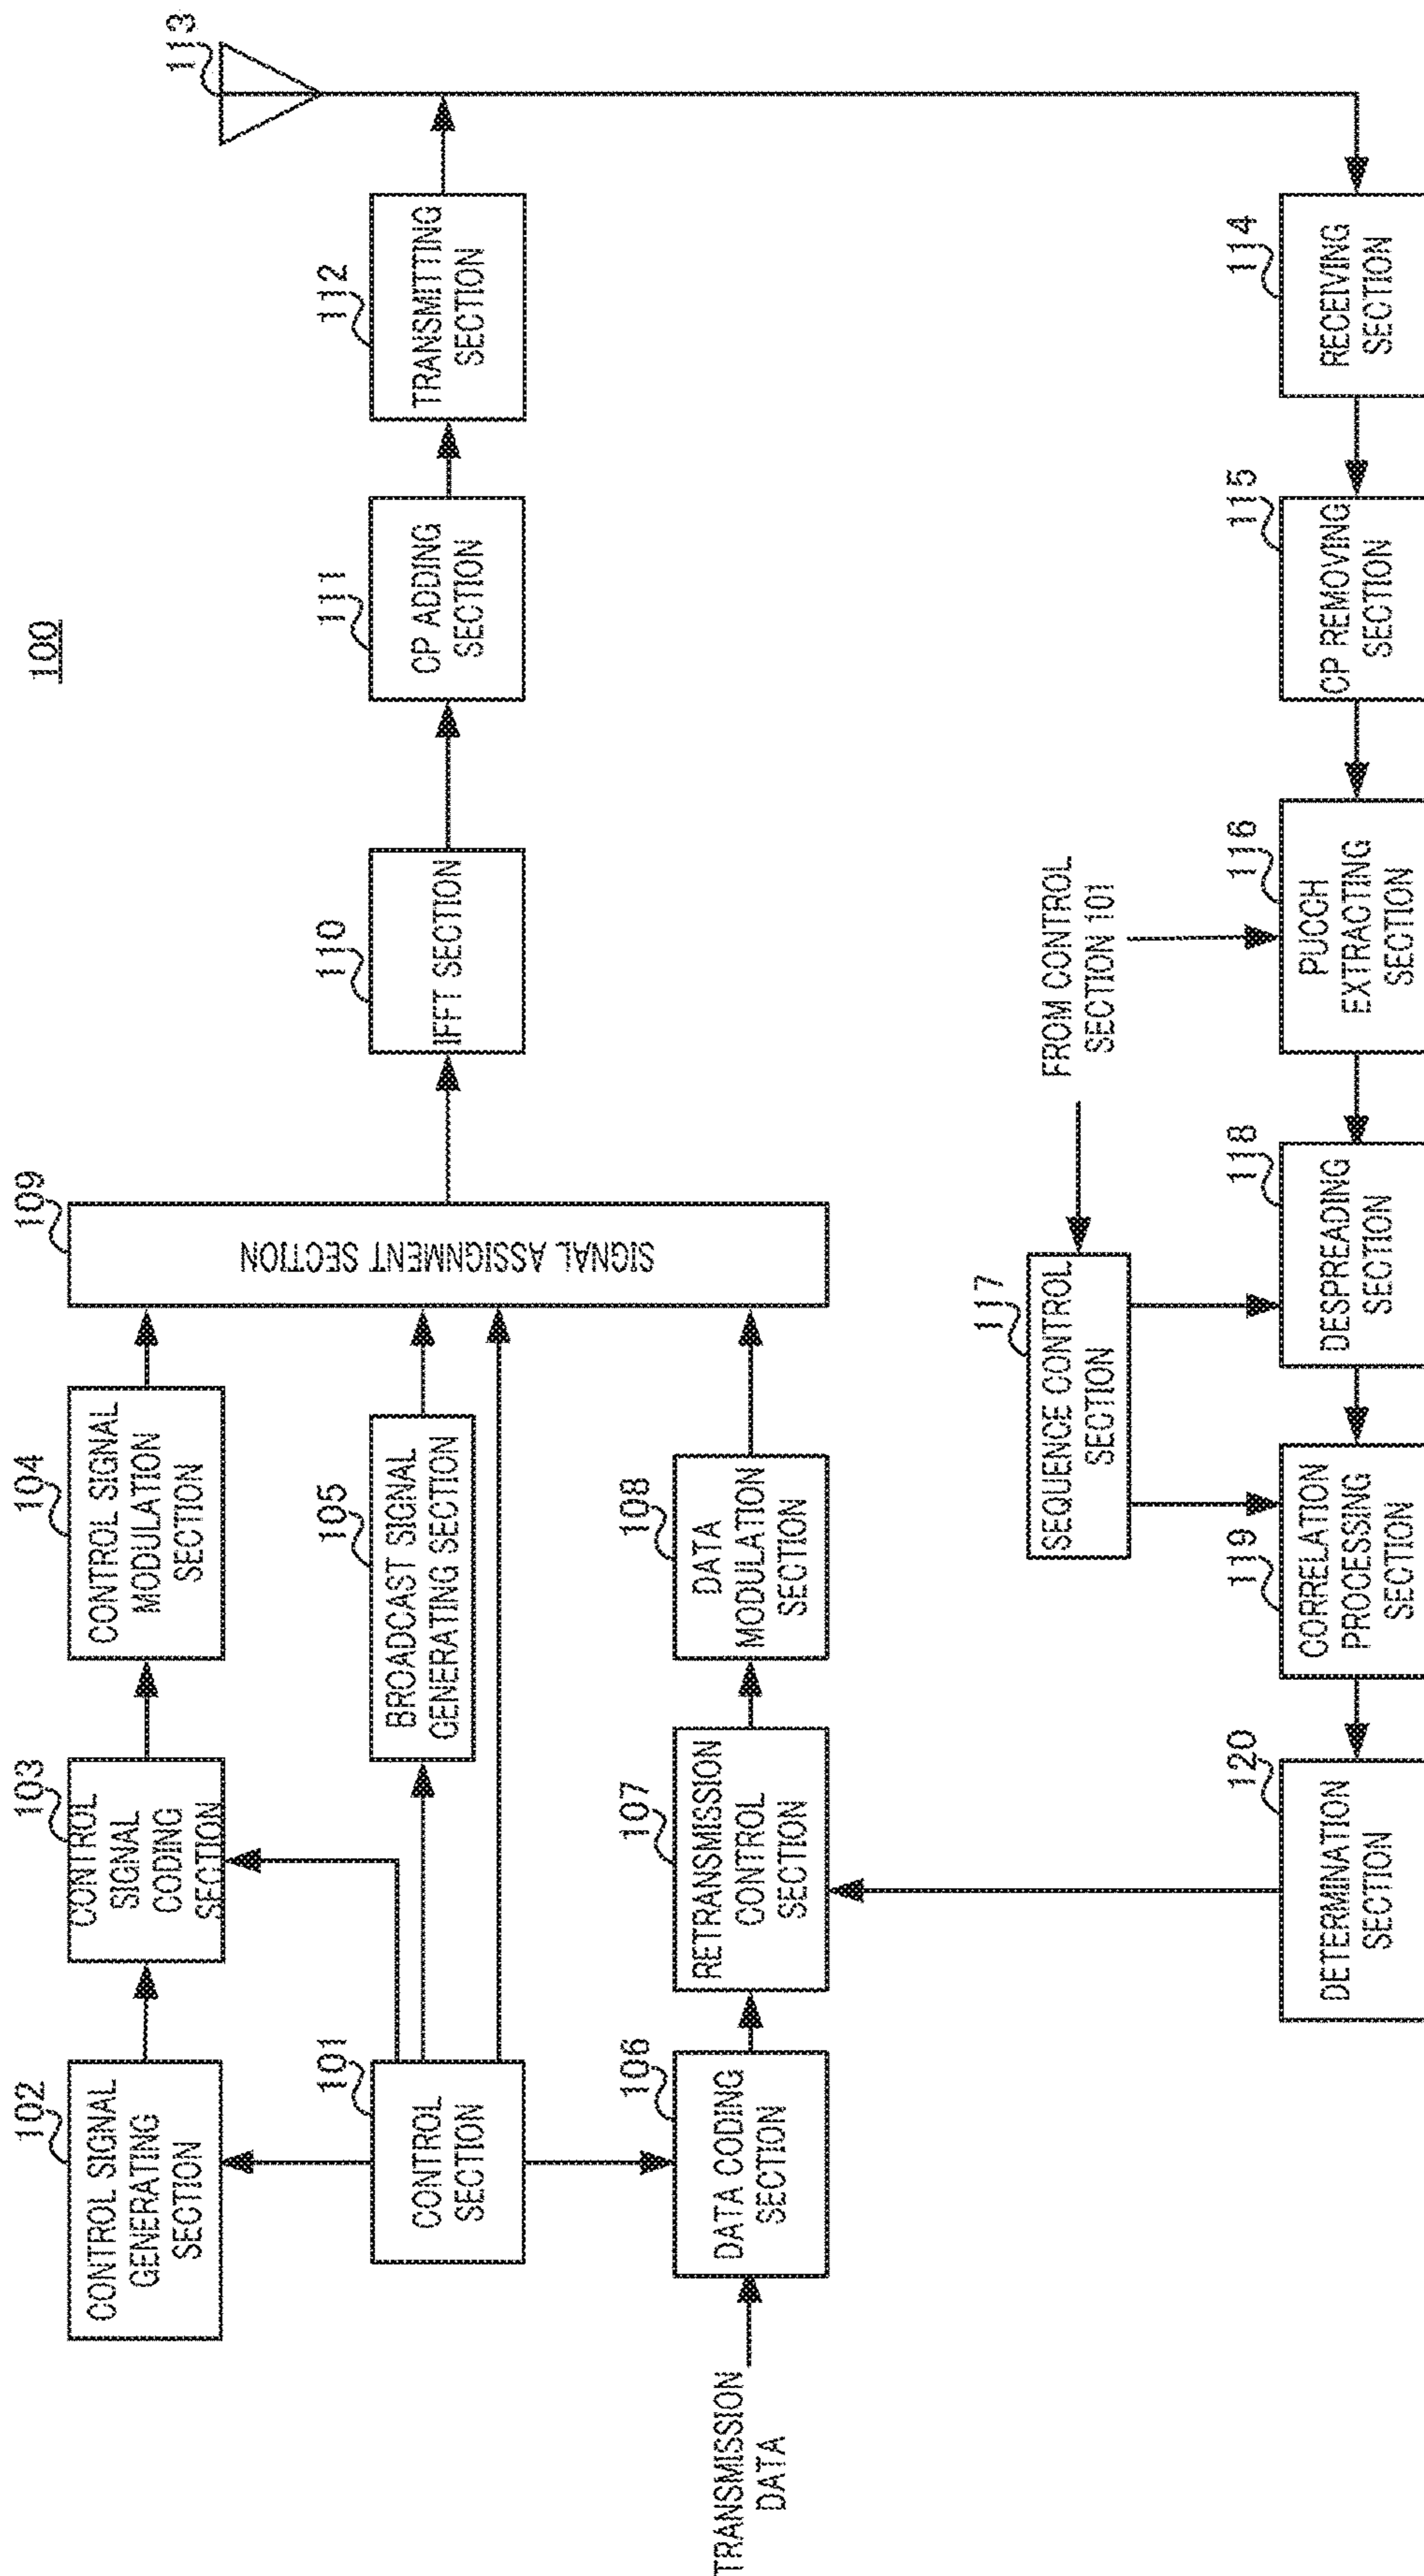 100
102
CONTROL SIGNAL
GENERATING
SECTION
103
CONTROL
SIGNAL
CODING
SECTION
104
CONTROL SIGNAL
MODULATION
SECTION
109
SIGNAL ASSIGNMENT SECTION
101
CONTROL
SECTION
105
BROADCAST SIGNAL
GENERATING SECTION
110
IFFT SECTION
111
CP ADDING
SECTION
112
TRANSMITTING
SECTION
113
TRANSMISSION
DATA
106
DATA CODING
SECTION
107
RETRANSMISSION
CONTROL
SECTION
108
DATA
MODULATION
SECTION
117
SEQUENCE CONTROL
SECTION
FROM CONTROL
SECTION 101
120
DETERMINATION
SECTION
119
CORRELATION
PROCESSING
SECTION
118
DESPREADING
SECTION
116
PUCCH
EXTRACTING
SECTION
115
CP REMOVING
SECTION
114
RECEIVING
SECTION